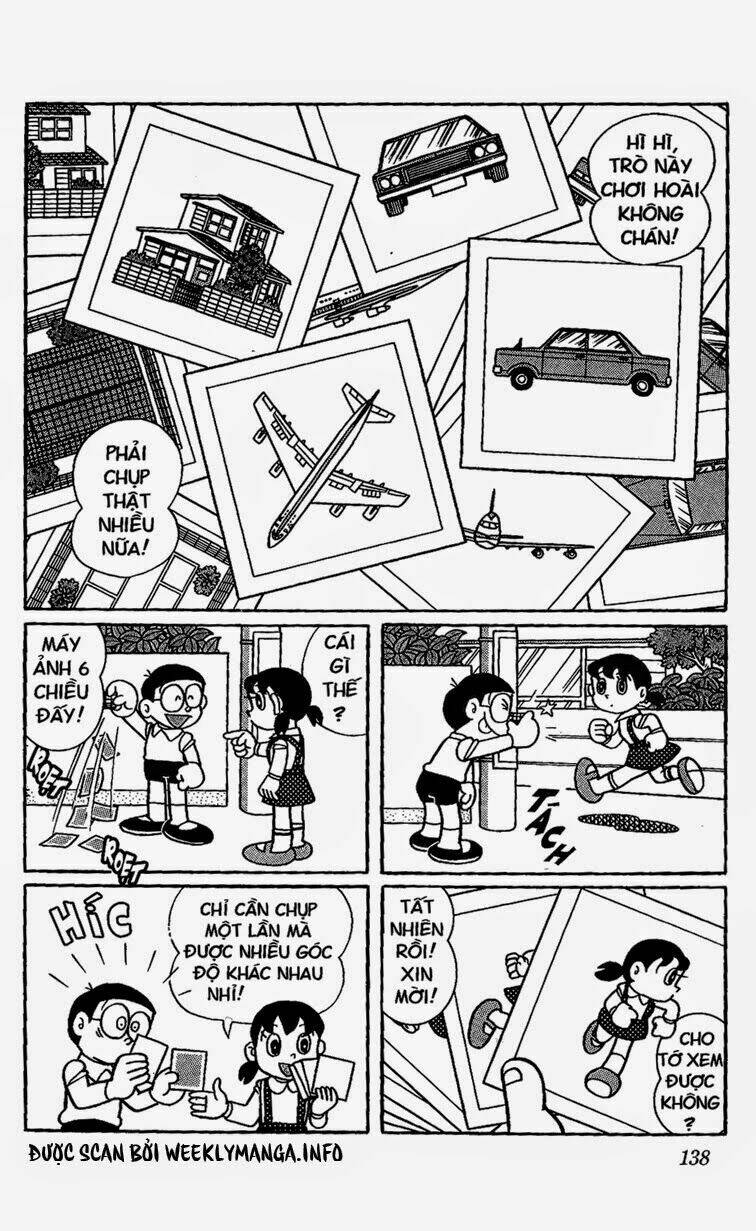 HÌ HÌ,
TRÒ NÀY
CHƠI HOÀI
KHÔNG
CHÁN!
PHẢI
CHỤP
THẬT
NHIỀU
NỮA!
TÁCH
CÁI
GÌ
THẾ
?
MÁY
ẢNH 6
CHIỀU
ĐẤY!
ROẸT
ROẸT
CHO
TỚ XEM
ĐƯỢC
KHÔNG
?
TẤT
NHIÊN
RỒI!
XIN
MỜI!
CHỈ CẦN CHỤP
MỘT LẦN MÀ
ĐƯỢC NHIỀU GÓC
ĐỘ KHÁC NHAU
NHỈ!
HÍC
ĐƯỢC SCAN BỞI WEEKLYMANGA.INFO
138